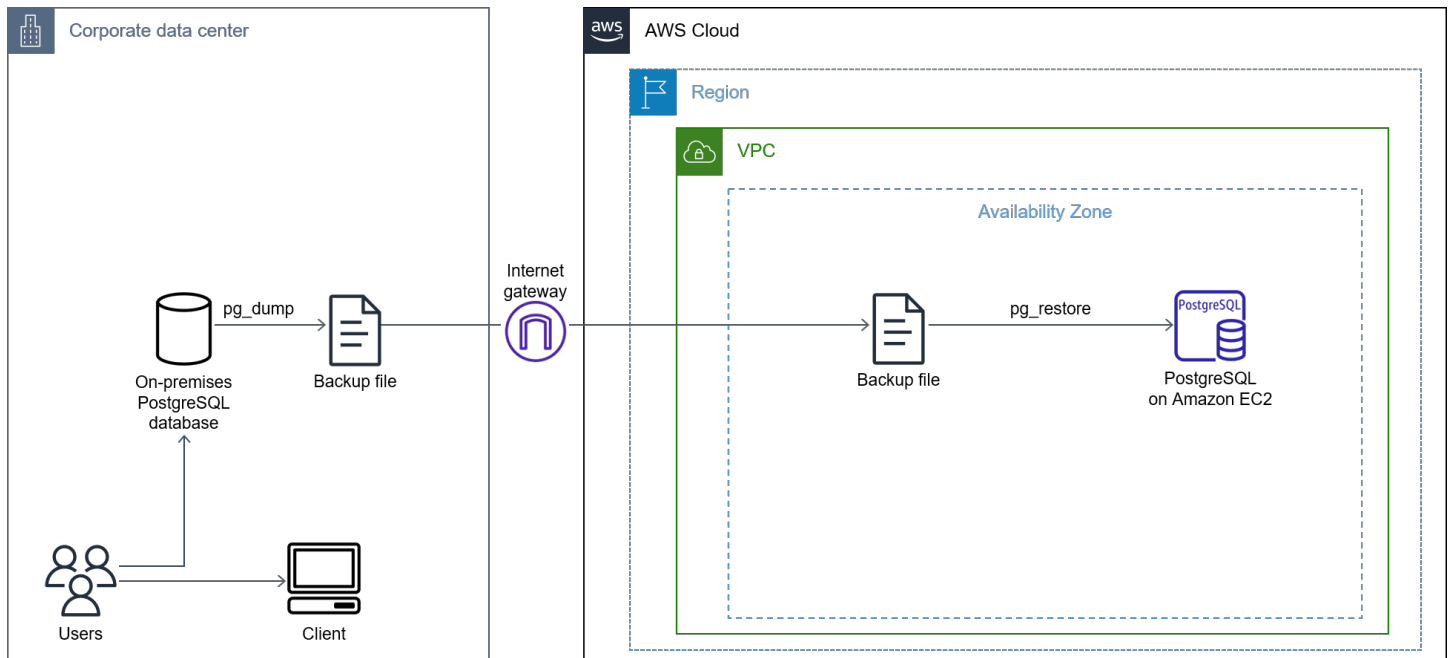 Corporate data center
aws
AWS Cloud
Region
VPC
Availability Zone
Internet
gateway
pg_dump
pg_restore
PostgreSQL
On-premises
PostgreSQL
database
Backup file
Backup file
PostgreSQL
on Amazon EC2
Users
Client